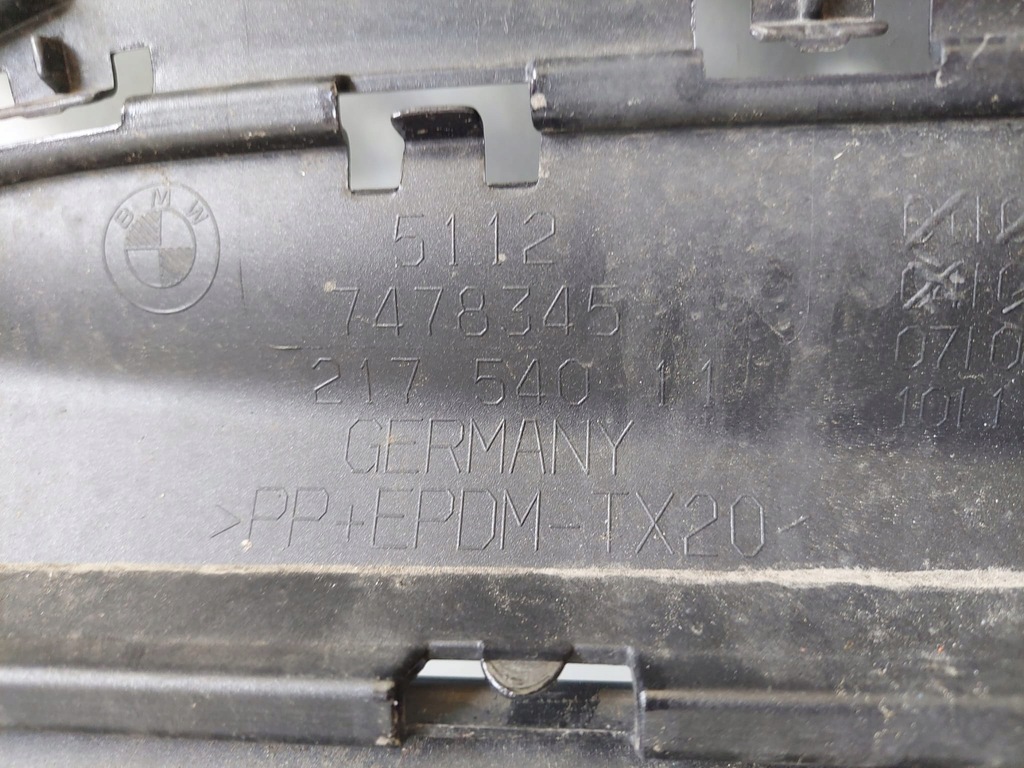 BMW
5112
7478345
217 540 11
GERMANY
>PP+EPDM-TX20<
0710
1011